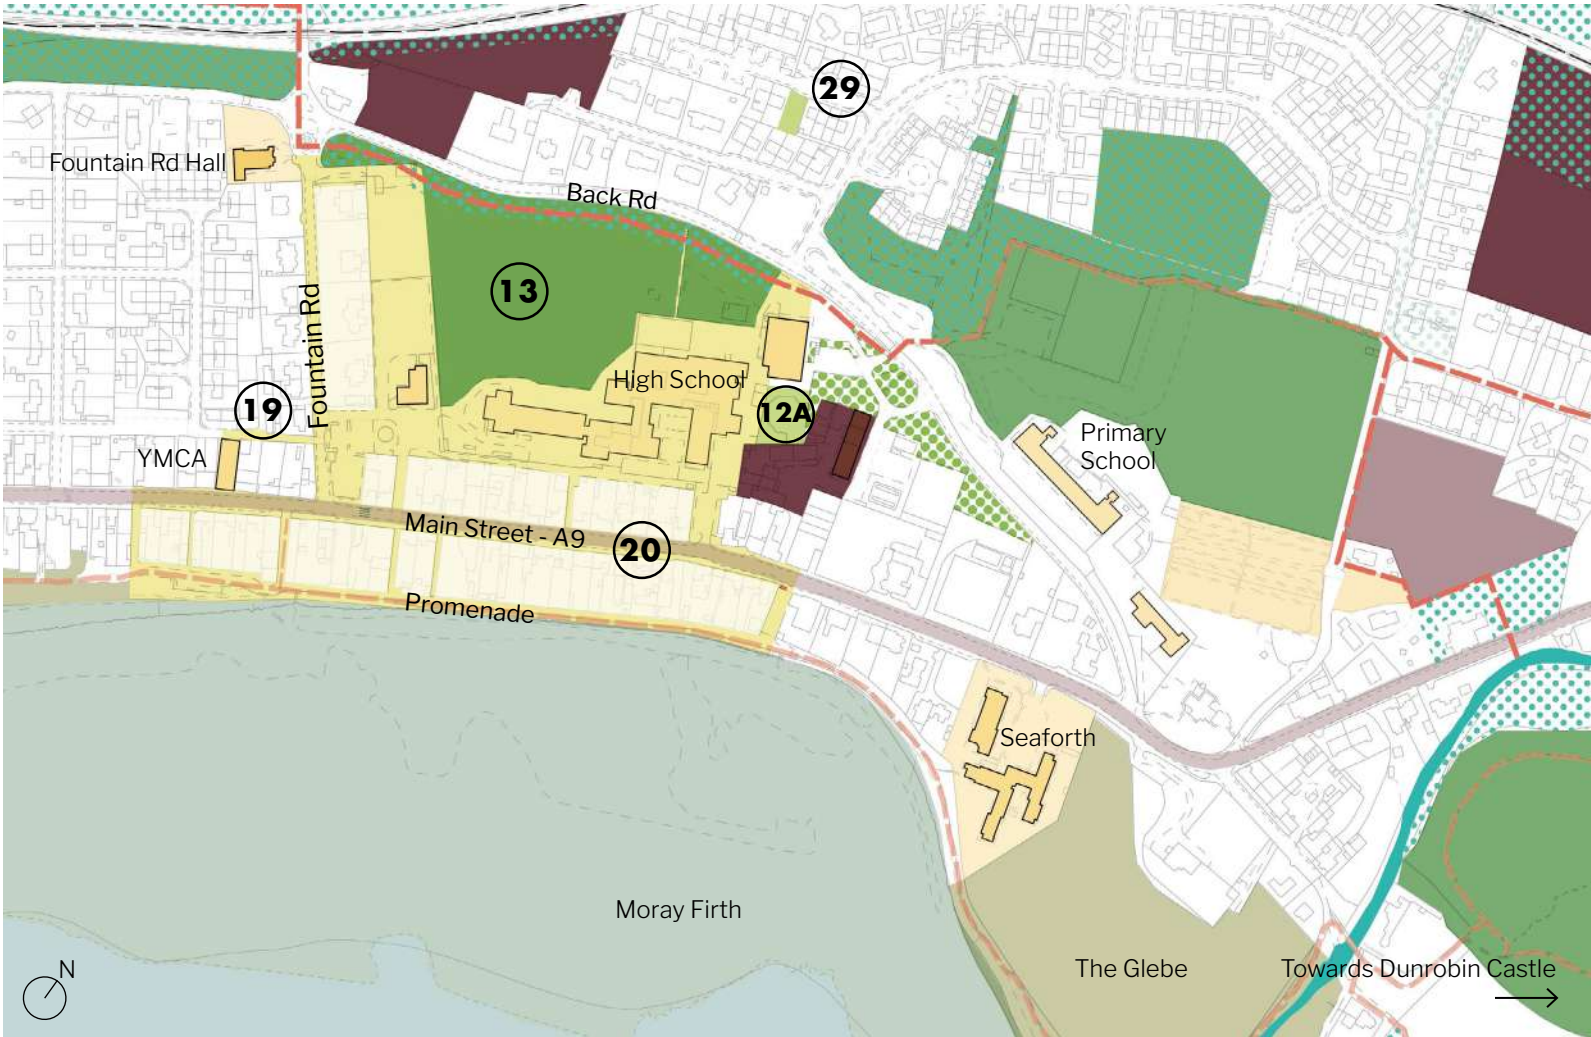 29
Fountain Rd Hall
Back Rd
13
Fountain Rd
High School
19
12A
YMCA
Primary
School
Main Street - A9
20
Promenade
Seaforth
Moray Firth
N
The Glebe
Towards Dunrobin Castle